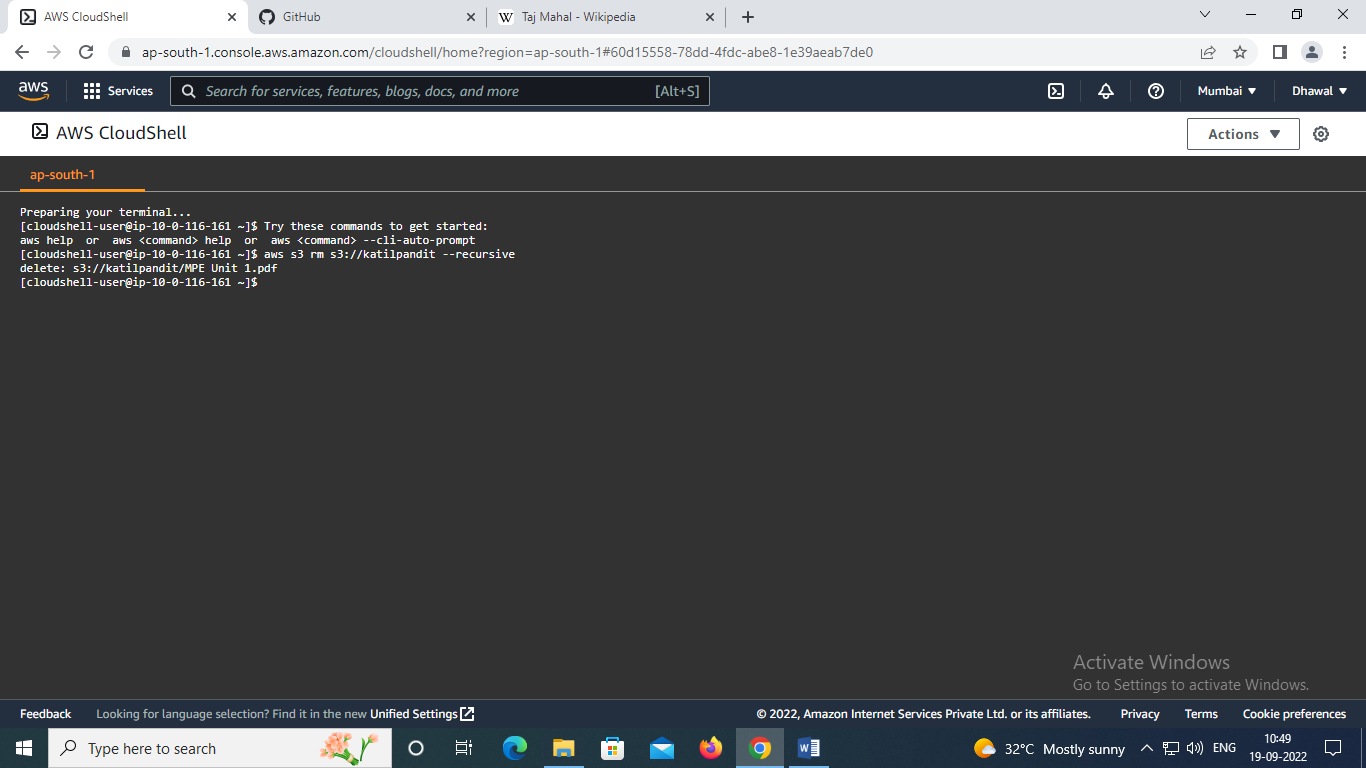 AWS CloudShell
GitHub
Taj Mahal - Wikipedia
ap-south-1.console.aws.amazon.com/cloudshell/home?region=ap-south-1#60d15558-78dd-4fdc-abe8-1e39aeab7de0
aws
Services
Search for services, features, blogs, docs, and more
[Alt+S]
Mumbai
Dhawal
AWS CloudShell
Actions
ap-south-1
Preparing your terminal...
[cloudshell-user@ip-10-0-116-161 ~]$ Try these commands to get started:
aws help  or  aws <command> help  or  aws <command> --cli-auto-prompt
[cloudshell-user@ip-10-0-116-161 ~]$ aws s3 rm s3://katilpandit --recursive
delete: s3://katilpandit/MPE Unit 1.pdf
[cloudshell-user@ip-10-0-116-161 ~]$
Activate Windows
Go to Settings to activate Windows.
Feedback
Looking for language selection? Find it in the new Unified Settings
© 2022, Amazon Internet Services Private Ltd. or its affiliates.
Privacy
Terms
Cookie preferences
Type here to search
32°C Mostly sunny
ENG
10:49
19-09-2022